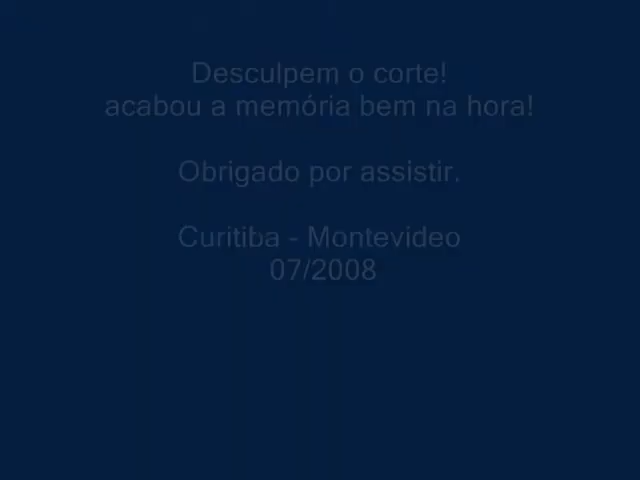 Desculpem o corte!
acabou a memória bem na hora!
Obrigado por assistir.
Curitiba - Montevideo
07/2008